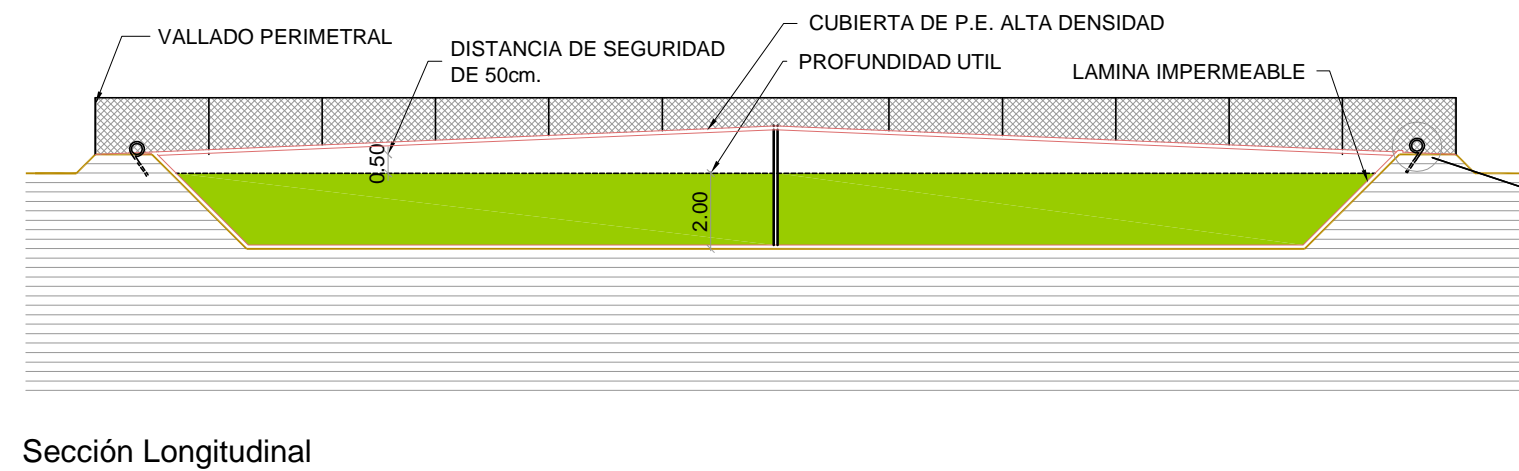 VALLADO PERIMETRAL
DISTANCIA DE SEGURIDAD
DE 50cm.
CUBIERTA DE P.E. ALTA DENSIDAD
PROFUNDIDAD UTIL
LAMINA IMPERMEABLE
0.50
2.00
Sección Longitudinal